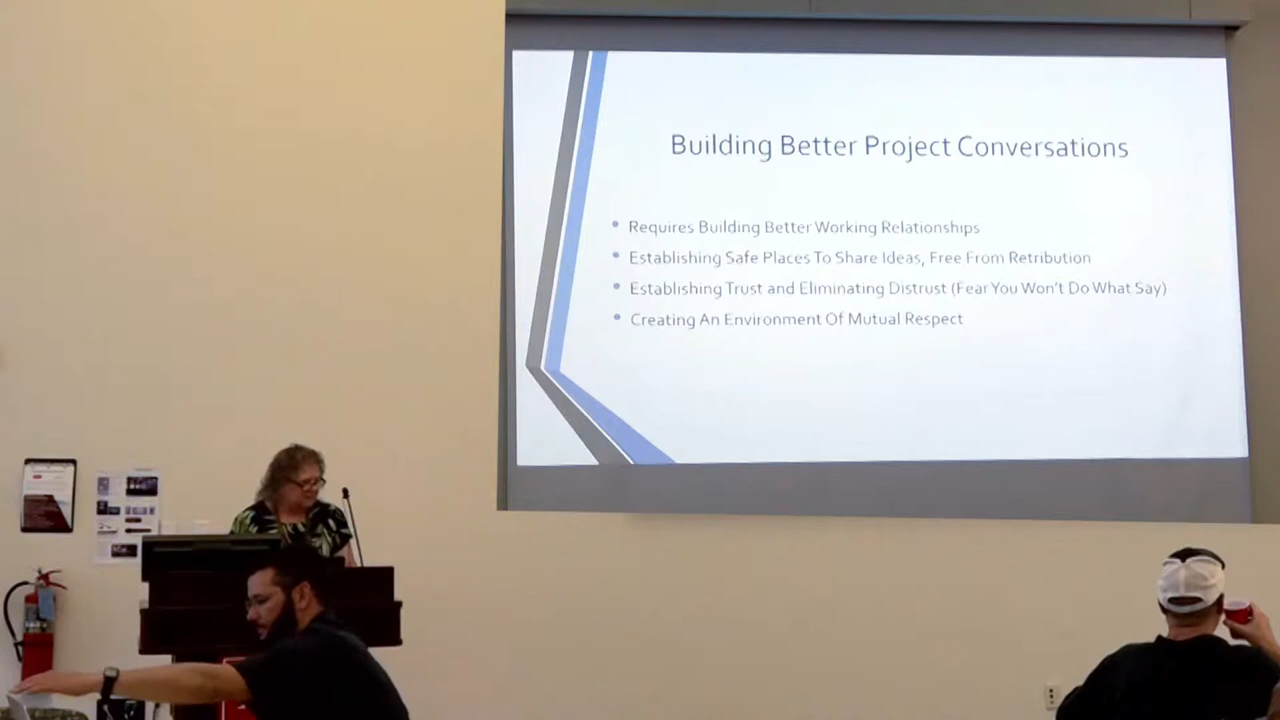 Building Better Project Conversations
• Requires Building Better Working Relationships
• Establishing Safe Places To Share Ideas, Free From Retribution
• Establishing Trust and Eliminating Distrust (Fear You Won't Do What Say)
• Creating An Environment Of Mutual Respect